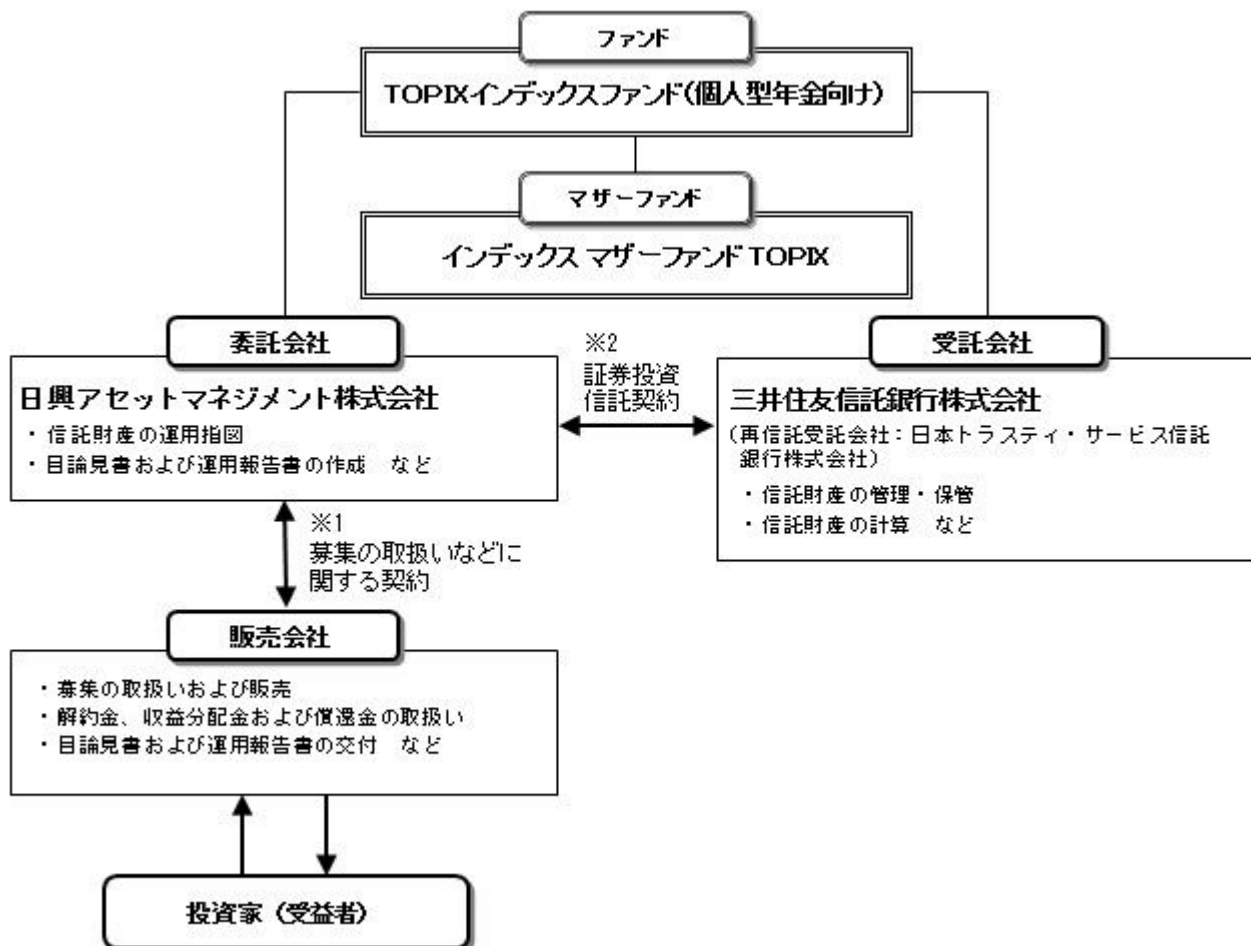 ファンド
TOPIXインデックスファンド(個人型年金向け)
マザーファンド
インデックス マザーファンド TOPIX
委託会社
日興アセットマネジメント株式会社
・信託財産の運用指図
・目論見書および運用報告書の作成 など
※2
証券投資
信託契約
受託会社
三井住友信託銀行株式会社
(再信託受託会社:日本トラスティ・サービス信託
銀行株式会社)
・信託財産の管理・保管
・信託財産の計算 など
※1
募集の取扱いなどに
関する契約
販売会社
・募集の取扱いおよび販売
・解約金、収益分配金および償還金の取扱い
・目論見書および運用報告書の交付 など
投資家(受益者)